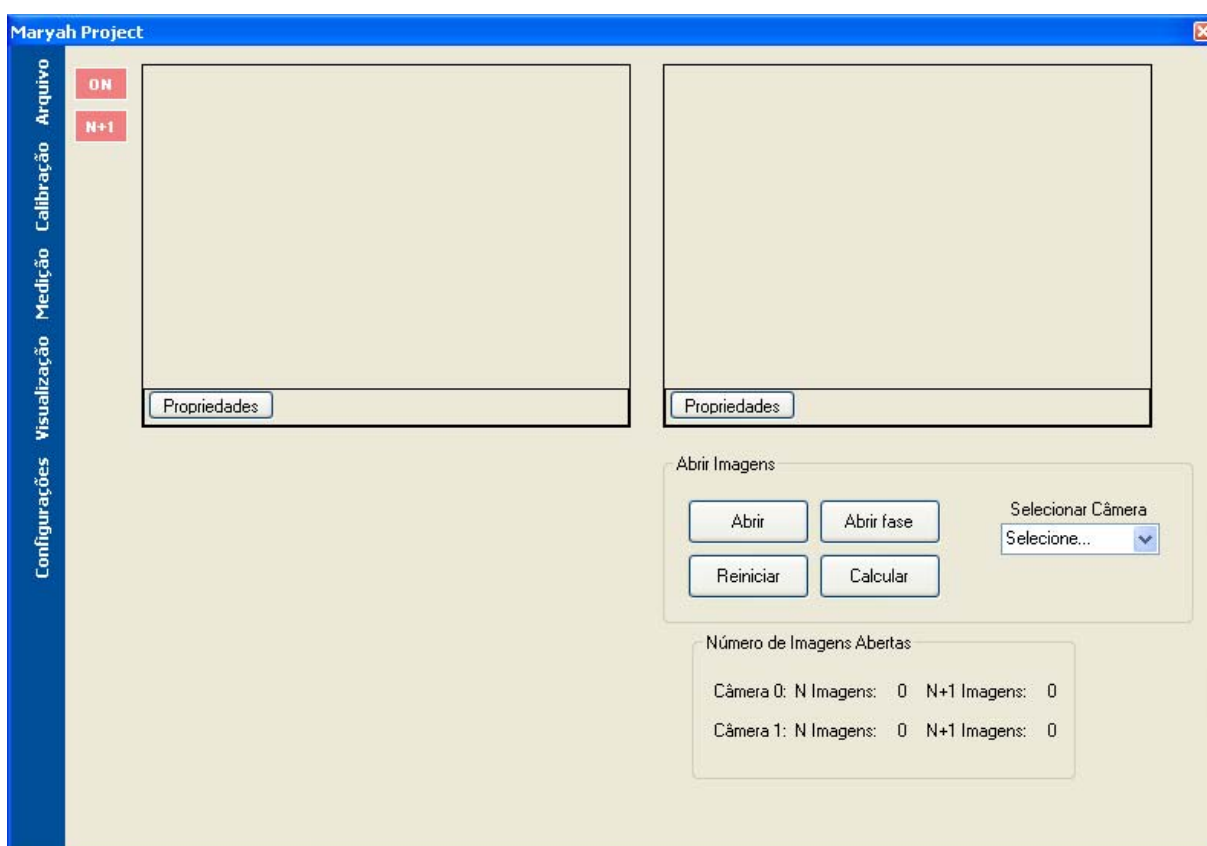 Maryah Project
Arquivo
Calibração
Medição
Visualização
Configurações
ON
N+1
Propriedades
Propriedades
Abrir Imagens
Abrir
Abrir fase
Selecionar Câmera
Selecione...
Reiniciar
Calcular
Número de Imagens Abertas
Câmera 0: N Imagens: 0 N+1 Imagens: 0
Câmera 1: N Imagens: 0 N+1 Imagens: 0